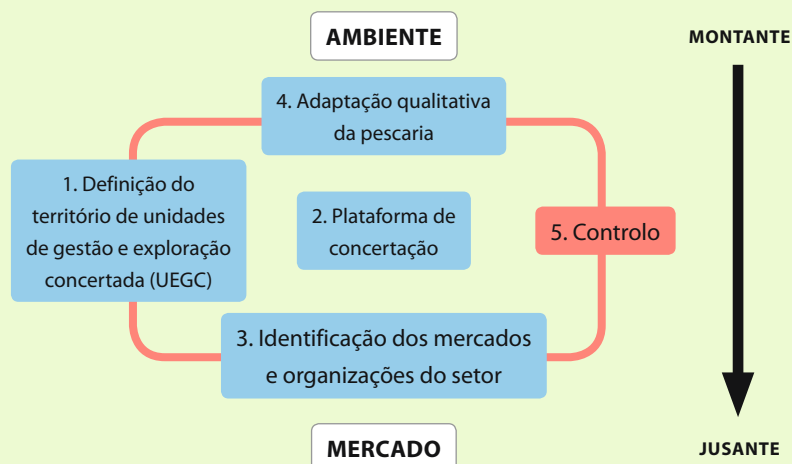 AMBIENTE
MONTANTE
4. Adaptação qualitativa
da pescaria
1. Definição do
território de unidades
de gestão e exploração
concertada (UEGC)
2. Plataforma de
concertação
5. Controlo
3. Identificação dos mercados
e organizações do setor
MERCADO
JUSANTE